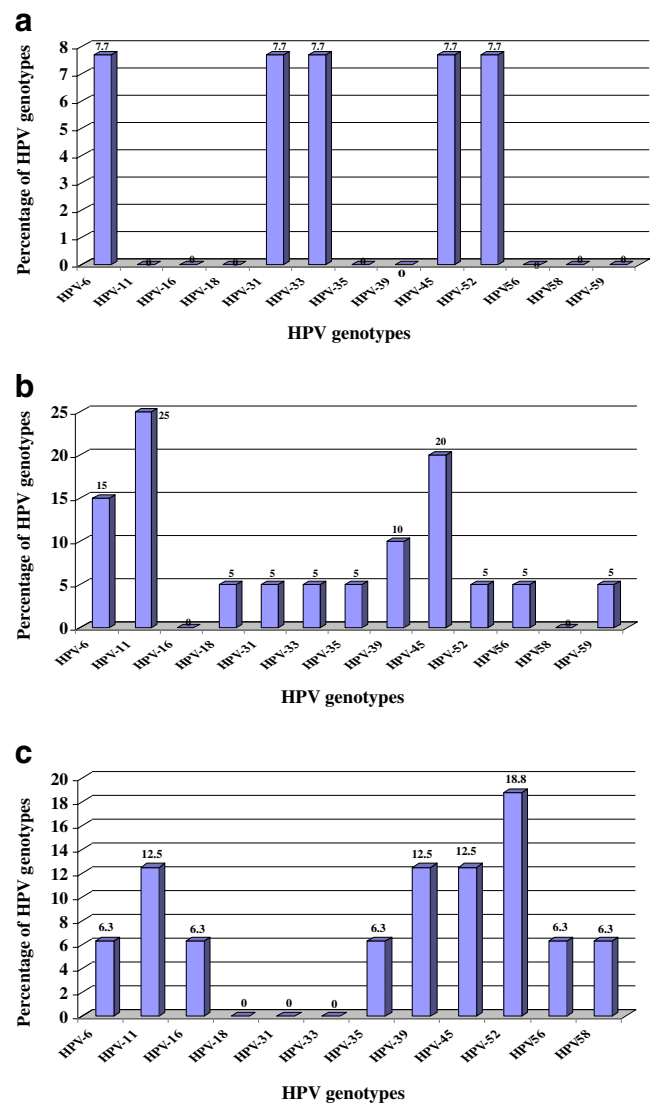 a
Percentage of HPV genotypes
8
7
6
5
4
3
2
1
0
7.7
0
0
0
7.7
7.7
0
0
7.7
7.7
0
0
0
HPV-6
HPV-11
HPV-16
HPV-18
HPV-31
HPV-33
HPV-35
HPV-39
HPV-45
HPV-52
HPV56
HPV58
HPV-59
HPV genotypes
b
Percentage of HPV genotypes
25
20
15
10
5
0
15
25
0
5
5
5
5
10
20
5
5
0
5
HPV-6
HPV-11
HPV-16
HPV-18
HPV-31
HPV-33
HPV-35
HPV-39
HPV-45
HPV-52
HPV56
HPV58
HPV-59
HPV genotypes
c
Percentage of HPV genotypes
20
18
16
14
12
10
8
6
4
2
0
6.3
12.5
6.3
0
0
0
6.3
12.5
12.5
18.8
6.3
6.3
HPV-6
HPV-11
HPV-16
HPV-18
HPV-31
HPV-33
HPV-35
HPV-39
HPV-45
HPV-52
HPV56
HPV58
HPV genotypes